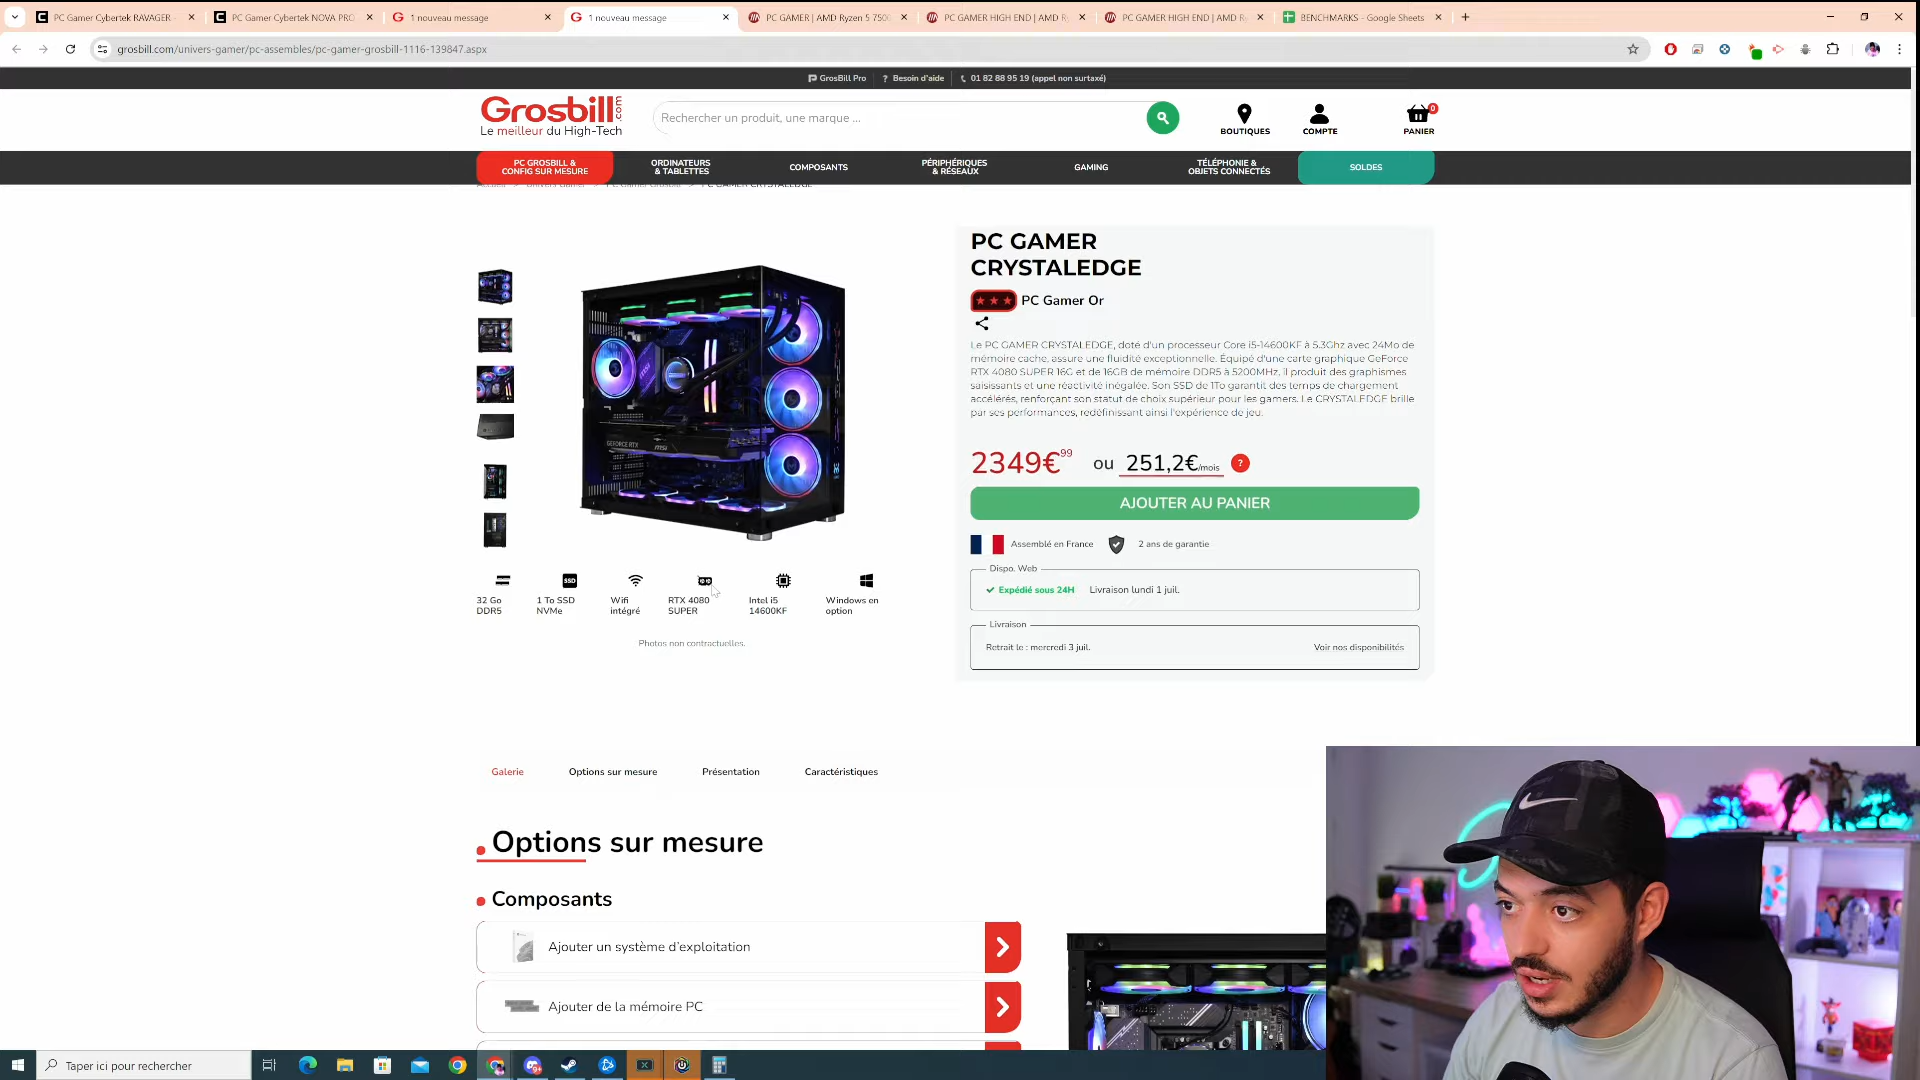 PC Gamer Cybertek RAVAGER
PC Gamer Cybertek NOVA PRO
1 nouveau message
1 nouveau message
PC GAMER | AMD Ryzen 5 750
PC GAMER HIGH END | AMD R
PC GAMER HIGH END | AMD R
BENCHMARKS - Google Sheets
grosbill.com/univers-gamer/pc-assembles/pc-gamer-grosbill-1116-139847.aspx
GrosBill Pro
? Besoin d'aide
01 82 88 95 19 (appel non surtaxé)
Grosbill.com
Le meilleur du High-Tech
Rechercher un produit, une marque ...
BOUTIQUES
COMPTE
0
PANIER
PC GROSBILL &
CONFIG SUR MESURE
ORDINATEURS
& TABLETTES
COMPOSANTS
PÉRIPHÉRIQUES
& RÉSEAUX
GAMING
TÉLÉPHONIE &
OBJETS CONNECTÉS
SOLDES
PC GAMER
CRYSTALEDGE
PC Gamer Or
Le PC GAMER CRYSTALEDGE, doté d'un processeur Core i5-14600KF à 5.3Ghz avec 24Mo de
mémoire cache, assure une fluidité exceptionnelle. Équipé d'une carte graphique GeForce
RTX 4080 SUPER 16G et de 16GB de mémoire DDR5 à 5200MHz, il produit des graphismes
saisissants et une réactivité inégalée. Son SSD de 1To garantit des temps de chargement
accélérés, renforçant son statut de choix supérieur pour les gamers. Le CRYSTALEDGE brille
par ses performances, redéfinissant ainsi l'expérience de jeu.
2349€99 ou 251,2€/mois ?
AJOUTER AU PANIER
Assemblé en France
2 ans de garantie
Dispo. Web
Expédié sous 24H
Livraison lundi 1 juil.
Livraison
Retrait le : mercredi 3 juil.
Voir nos disponibilités
GEFORCE RTX
msi
SSD
32 Go
DDR5
1 To SSD
NVMe
Wifi
intégré
RTX 4080
SUPER
Intel i5
14600KF
Windows en
option
Photos non contractuelles.
Galerie
Options sur mesure
Présentation
Caractéristiques
Options sur mesure
Composants
Ajouter un système d'exploitation
Ajouter de la mémoire PC
Taper ici pour rechercher